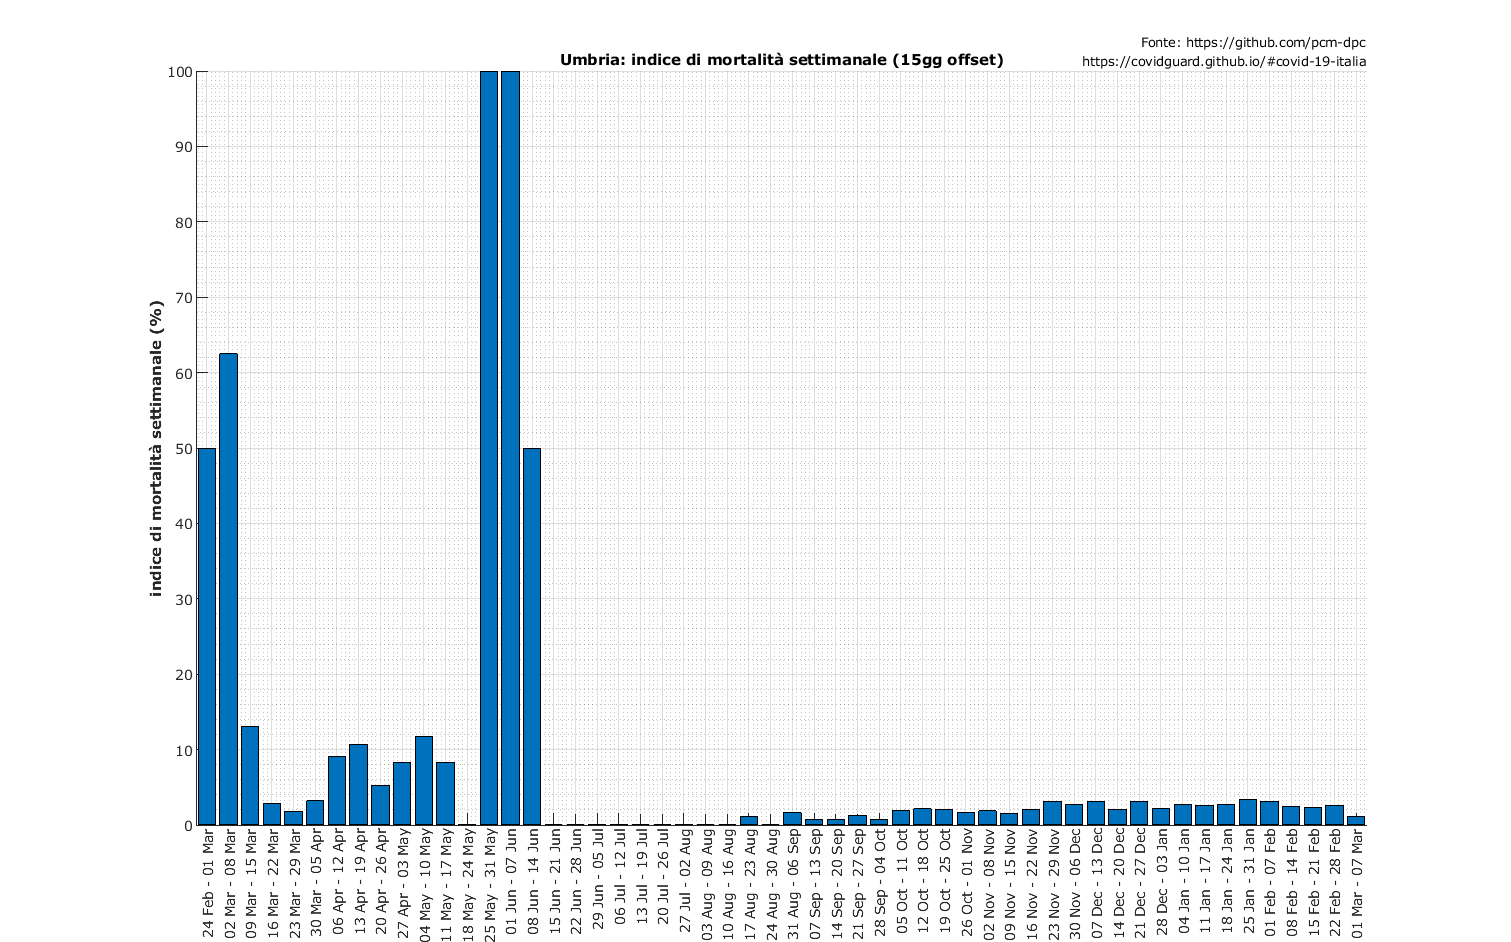 Fonte: https://github.com/pcm-dpc
Umbria: indice di mortalità settimanale (15gg offset)
https://covidguard.github.io/#covid-19-italia
indice di mortalità settimanale (%)
100
90
80
70
60
50
40
30
20
10
0
24 Feb - 01 Mar
02 Mar - 08 Mar
09 Mar - 15 Mar
16 Mar - 22 Mar
23 Mar - 29 Mar
30 Mar - 05 Apr
06 Apr - 12 Apr
13 Apr - 19 Apr
20 Apr - 26 Apr
27 Apr - 03 May
04 May - 10 May
11 May - 17 May
18 May - 24 May
25 May - 31 May
01 Jun - 07 Jun
08 Jun - 14 Jun
15 Jun - 21 Jun
22 Jun - 28 Jun
29 Jun - 05 Jul
06 Jul - 12 Jul
13 Jul - 19 Jul
20 Jul - 26 Jul
27 Jul - 02 Aug
03 Aug - 09 Aug
10 Aug - 16 Aug
17 Aug - 23 Aug
24 Aug - 30 Aug
31 Aug - 06 Sep
07 Sep - 13 Sep
14 Sep - 20 Sep
21 Sep - 27 Sep
28 Sep - 04 Oct
05 Oct - 11 Oct
12 Oct - 18 Oct
19 Oct - 25 Oct
26 Oct - 01 Nov
02 Nov - 08 Nov
09 Nov - 15 Nov
16 Nov - 22 Nov
23 Nov - 29 Nov
30 Nov - 06 Dec
07 Dec - 13 Dec
14 Dec - 20 Dec
21 Dec - 27 Dec
28 Dec - 03 Jan
04 Jan - 10 Jan
11 Jan - 17 Jan
18 Jan - 24 Jan
25 Jan - 31 Jan
01 Feb - 07 Feb
08 Feb - 14 Feb
15 Feb - 21 Feb
22 Feb - 28 Feb
01 Mar - 07 Mar